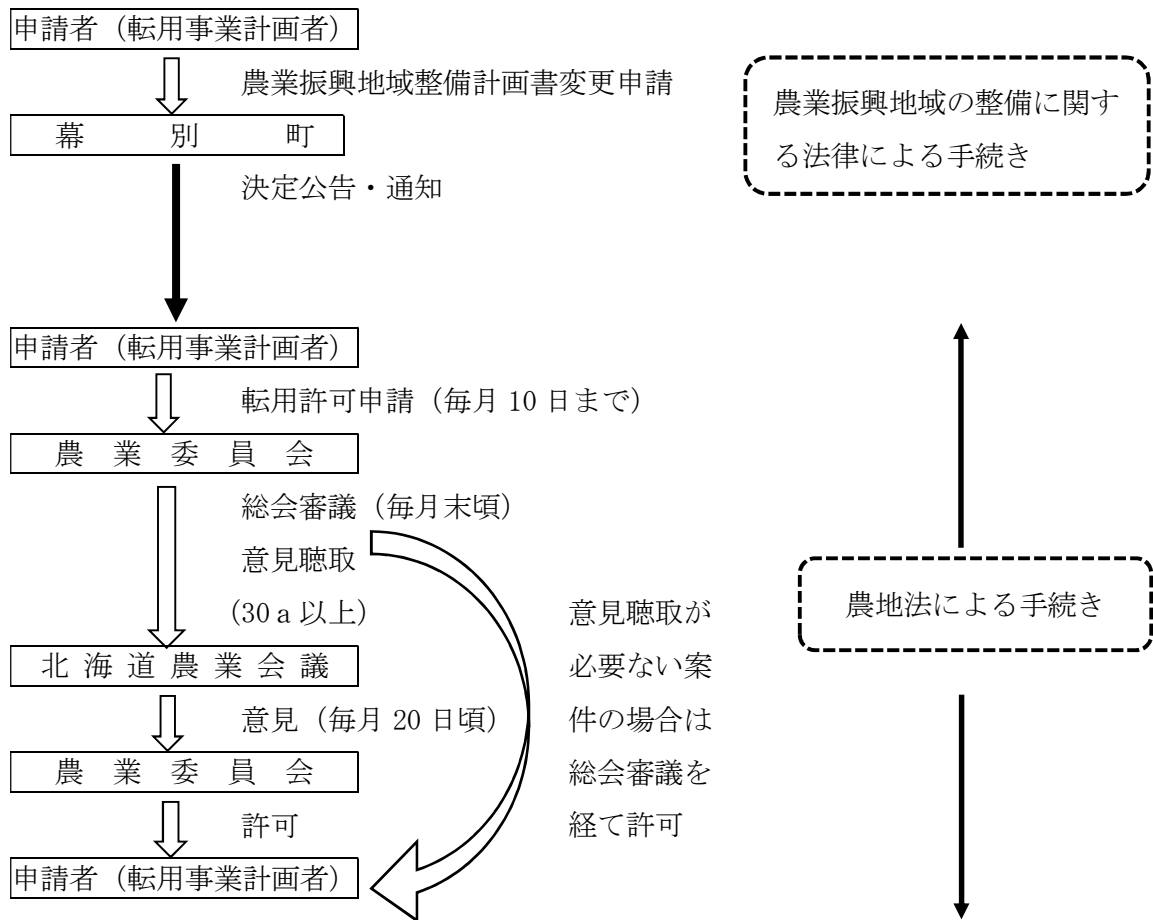 申請者（転用事業計画者）
農業振興地域整備計画書変更申請
幕　別　町
決定公告・通知
農業振興地域の整備に関す
る法律による手続き
申請者（転用事業計画者）
転用許可申請（毎月 10 日まで）
農 業 委 員 会
総会審議（毎月末頃）
意見聴取
(30 a 以上)
北 海 道 農 業 会 議
意見（毎月 20 日頃）
農 業 委 員 会
許可
申請者（転用事業計画者）
意見聴取が
必要ない案
件の場合は
総会審議を
経て許可
農地法による手続き